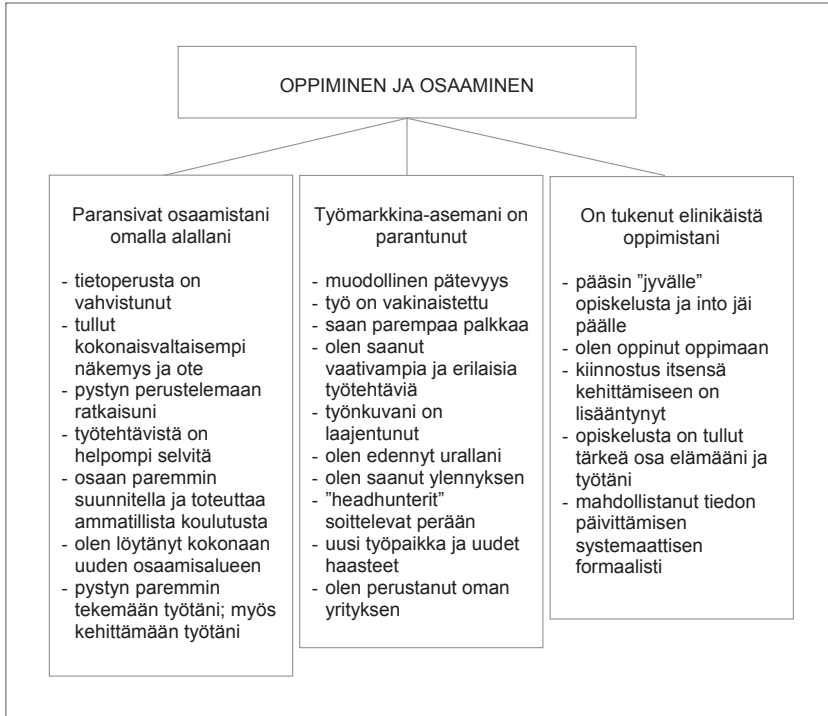 OPPIMINEN JA OSAAMINEN
Paransivat osaamistani
omalla alallani
- tietoperusta on
vahvistunut
- tullut
kokonaisvaltaisempi
näkemys ja ote
- pystyn perustelemaan
ratkaisuni
- työtehtävistä on
helpompi selvitä
- osaan paremmin
suunnitella ja toteuttaa
ammatillista koulutusta
- olen löytänyt kokonaan
uuden osaamisalueen
- pystyn paremmin
tekemään työtäni; myös
kehittämään työtäni
Työmarkkina-asemani on
parantunut
- muodollinen pätevyys
- työ on vakinaistettu
- saan parempaa palkkaa
- olen saanut
vaativampia ja erilaisia
työtehtäviä
- työnkuvani on
laajentunut
- olen edennyt urallani
- olen saanut ylennyksen
- "headhunterit"
soittelevat perään
- uusi työpaikka ja uudet
haasteet
- olen perustanut oman
yrityksen
On tukenut elinikäistä
oppimistani
- pääsin ”jyvälle”
opiskelusta ja into jäi
päälle
- olen oppinut oppimaan
- kiinnostus itsensä
kehittämiseen on
lisääntynyt
- opiskelusta on tullut
tärkeä osa elämääni ja
työtäni
- mahdollistanut tiedon
päivittämisen
systemaattisen
formaalisti